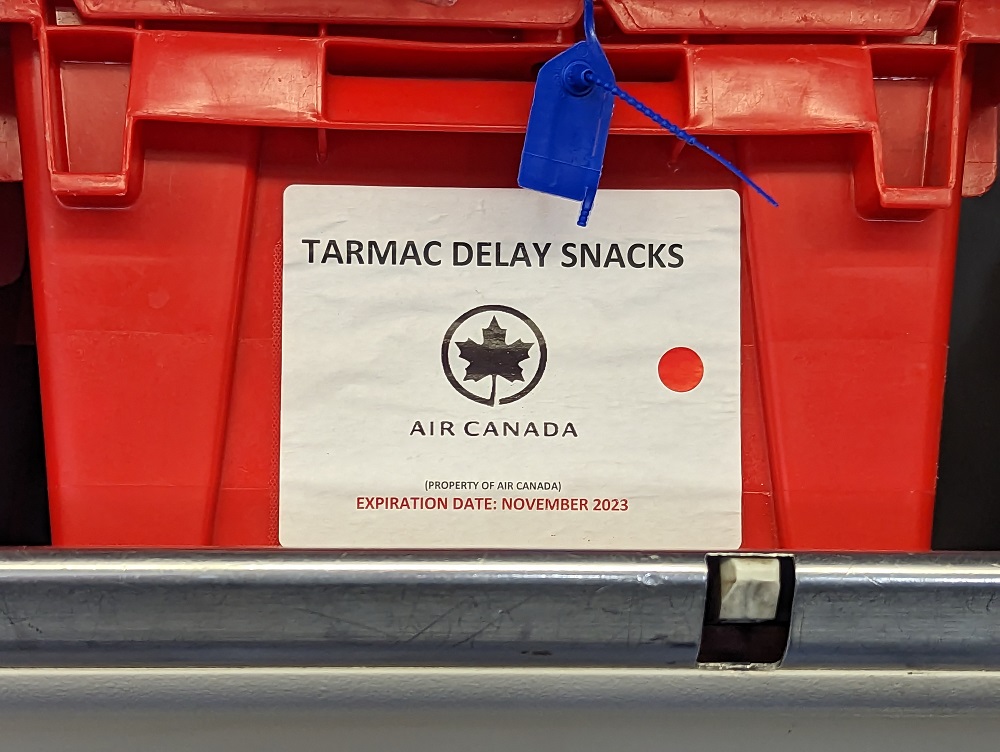 TARMAC DELAY SNACKS
AIR CANADA
(PROPERTY OF AIR CANADA)
EXPIRATION DATE: NOVEMBER 2023